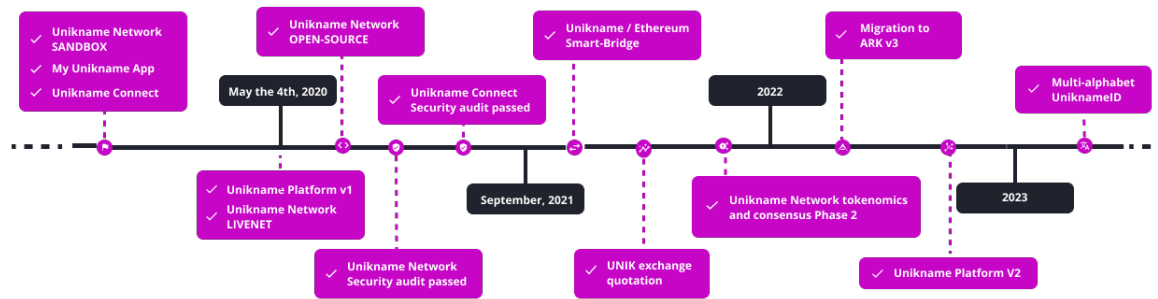 Unikname Network
SANDBOX
My Unikname App
Unikname Connect
May the 4th, 2020
Unikname Platform v1
Unikname Network
LIVENET
Unikname Network
OPEN-SOURCE
Unikname Network
Security audit passed
Unikname Connect
Security audit passed
September, 2021
Unikname / Ethereum
Smart-Bridge
UNIK exchange
quotation
Unikname Network tokenomics
and consensus Phase 2
2022
Migration to
ARK v3
Unikname Platform V2
2023
Multi-alphabet
UniknameID